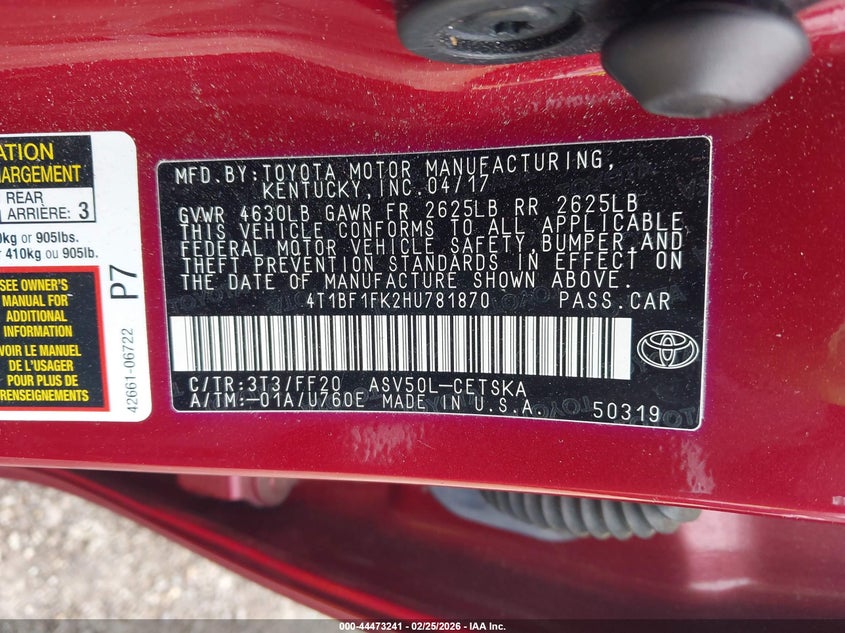 ATION
HARGEMENT
REAR
ARRIÈRE: 3
kg or 905lbs.
410kg ou 905lb.
SEE OWNER'S
MANUAL FOR
ADDITIONAL
INFORMATION
VOIR LE MANUEL
DE L'USAGER
POUR PLUS DE
RENSEIGNEMENTS
P7
42661-06722
MFD.BY:TOYOTA MOTOR MANUFACTURING,
KENTUCKY, INC.04/17
GVWR 4630LB GAWR FR 2625LB RR 2625LB
THIS VEHICLE CONFORMS TO ALL APPLICABLE
FEDERAL MOTOR VEHICLE SAFETY,BUMPER,AND
THEFT PREVENTION STANDARDS IN EFFECT ON
THE DATE OF MANUFACTURE SHOWN ABOVE.
4T1BF1FK2HU781870 PASS.CAR
C/TR:3T3/FF20 ASV50L-CETSKA
A/TM:-01A/U760E MADE IN U.S.A. 50319
000-44473241 - 02/25/2026 - IAA Inc.